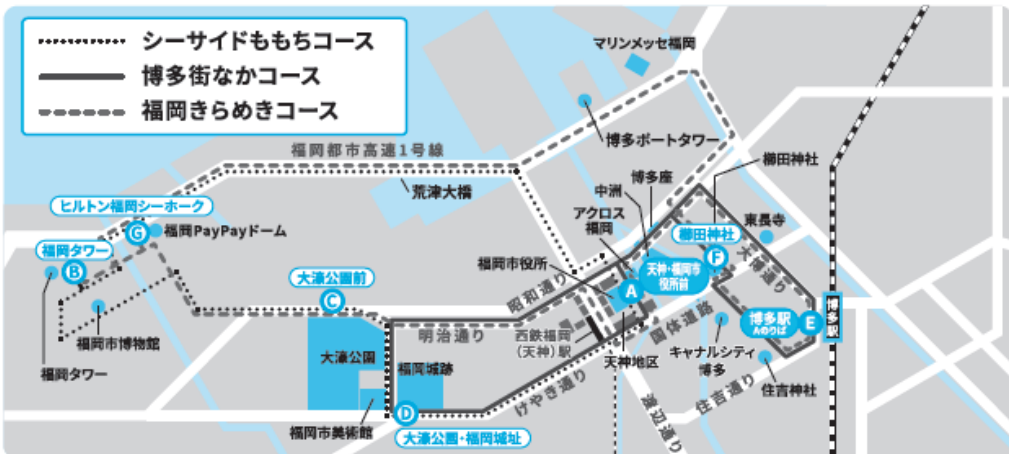 シーサイドももちコース
博多街なかコース
福岡きらめきコース
マリンメッセ福岡
博多ポートタワー
福岡都市高速1号線
荒津大橋
櫛田神社
博多座
中洲
アクロス
福岡
東長寺
ヒルトン福岡シーホーク
G
福岡PayPayドーム
福岡タワー
B
福岡市博物館
福岡タワー
大濠公園前
C
福岡市役所
A
天神・福岡市
役所前
櫛田神社
F
大博通り
昭和通り
明治通り
国体道路
博多駅
Aのりば
E
博多駅
西鉄福岡
(天神)駅
天神地区
キャナルシティ
博多
住吉神社
住吉通り
渡辺通り
けやき通り
大濠公園
福岡城跡
福岡市美術館
D
大濠公園・福岡城址